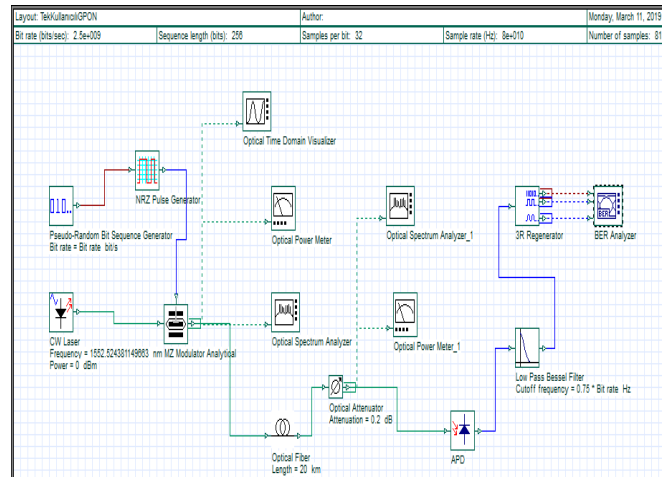 Layout: TekKullanıcılıGPON
Author:
Monday, March 11, 2019
Bit rate (bits/sec): 2.5e+009
Sequence length (bits): 256
Samples per bit: 32
Sample rate (Hz): 8e+010
Number of samples: 81
Optical Time Domain Visualizer
NRZ Pulse Generator
Pseudo-Random Bit Sequence Generator
Bit rate = Bit rate bit/s
Optical Power Meter
Optical Spectrum Analyzer_1
3R Regenerator
BER Analyzer
CW Laser
Frequency = 1552.524381149663 nm
Power = 0 dBm
MZ Modulator Analytical
Optical Spectrum Analyzer
Optical Power Meter_1
Low Pass Bessel Filter
Cutoff frequency = 0.75 * Bit rate Hz
Optical Attenuator
Attenuation = 0.2 dB
Optical Fiber
Length = 20 km
APD